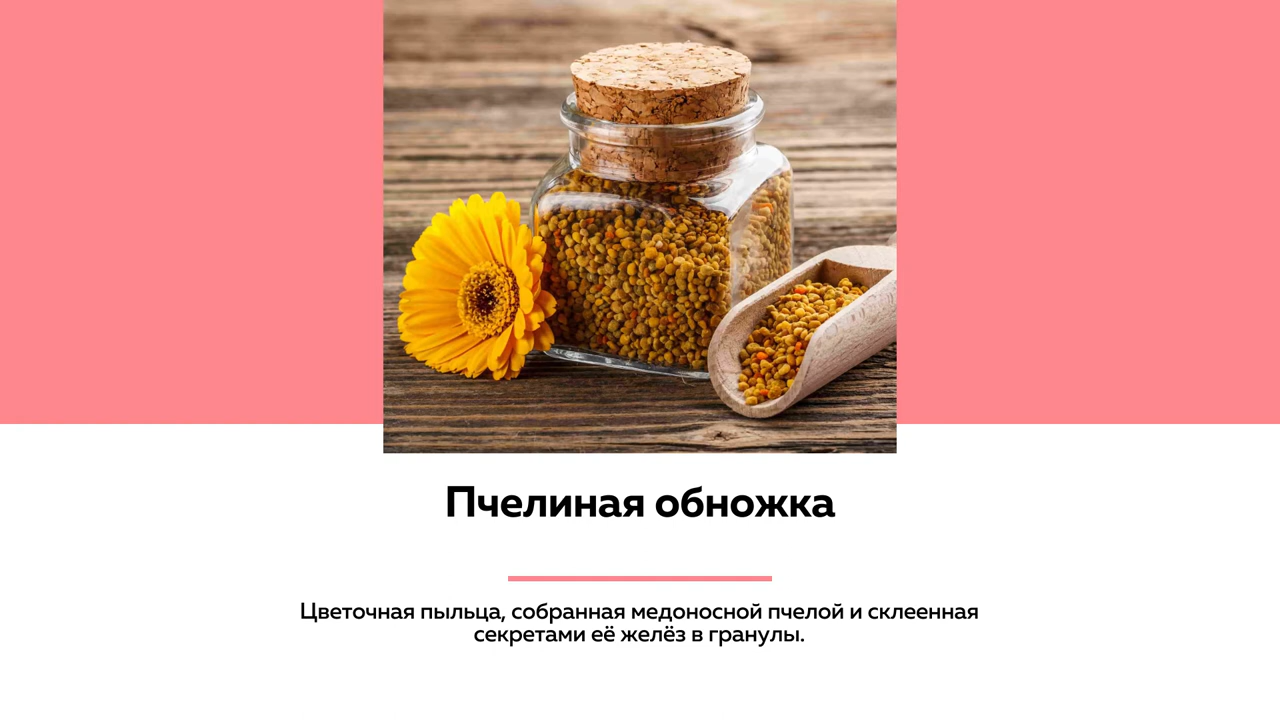 Пчелиная обножка
Цветочная пыльца, собранная медоносной пчелой и склеенная
секретами её желёз в гранулы.